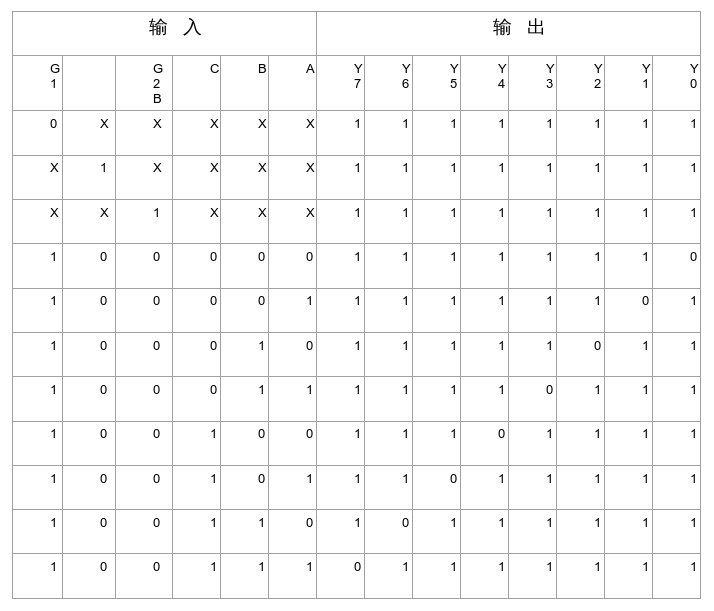 输 入 输 出
G1 G2B C B A Y7 Y6 Y5 Y4 Y3 Y2 Y1 Y0
0 X X X X X 1 1 1 1 1 1 1 1
X 1 X X X X 1 1 1 1 1 1 1 1
X X 1 X X X 1 1 1 1 1 1 1 1
1 0 0 0 0 0 1 1 1 1 1 1 1 0
1 0 0 0 0 1 1 1 1 1 1 1 0 1
1 0 0 0 1 0 1 1 1 1 1 0 1 1
1 0 0 0 1 1 1 1 1 1 0 1 1 1
1 0 0 1 0 0 1 1 1 0 1 1 1 1
1 0 0 1 0 1 1 1 0 1 1 1 1 1
1 0 0 1 1 0 1 0 1 1 1 1 1 1
1 0 0 1 1 1 0 1 1 1 1 1 1 1